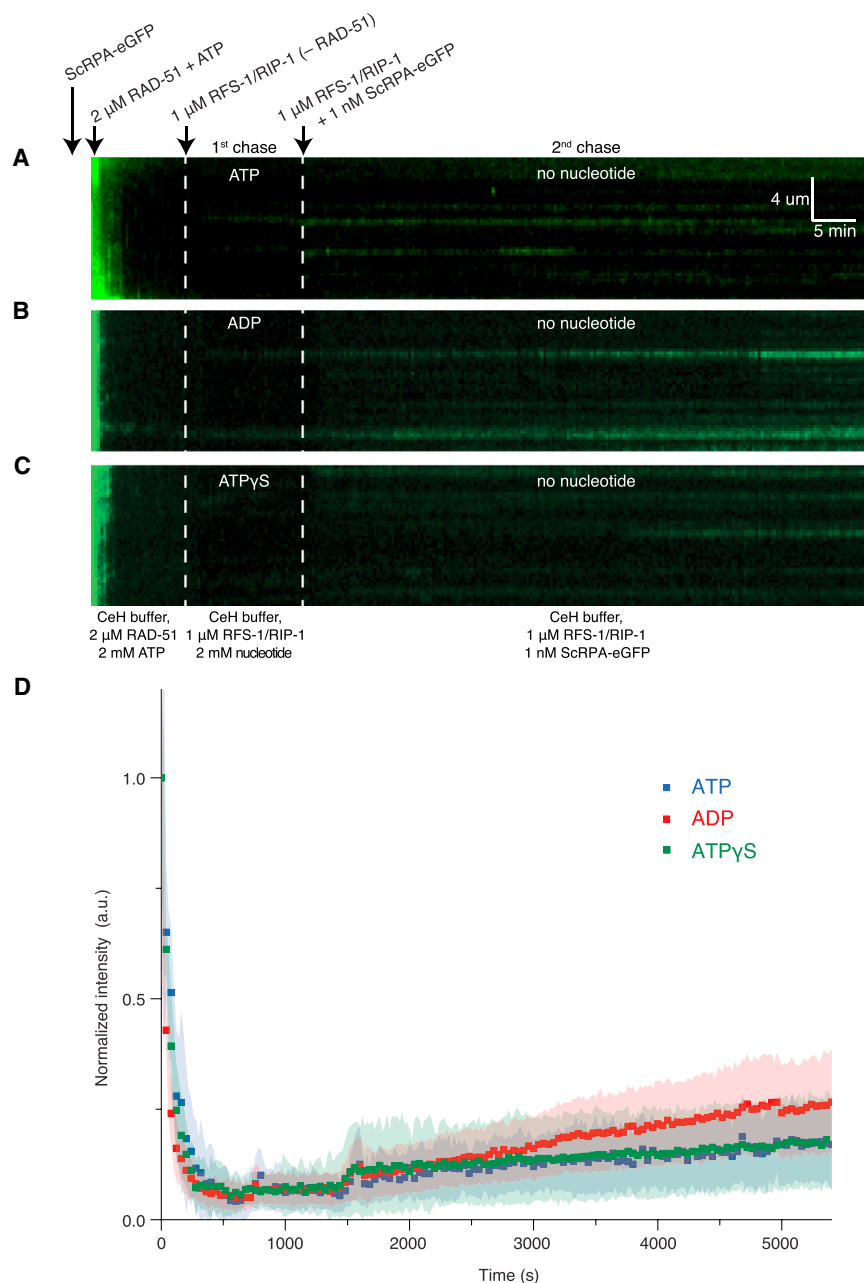 ScRPA-eGFP
2 µM RAD-51 + ATP
1 µM RFS-1/RIP-1 (– RAD-51)
1 µM RFS-1/RIP-1
+ 1 nM ScRPA-eGFP
1st chase
2nd chase
A
ATP
no nucleotide
4 um
5 min
B
ADP
no nucleotide
C
ATPγS
no nucleotide
CeH buffer,
2 µM RAD-51
2 mM ATP
CeH buffer,
1 µM RFS-1/RIP-1
2 mM nucleotide
CeH buffer,
1 µM RFS-1/RIP-1
1 nM ScRPA-eGFP
D
ATP
ADP
ATPγS
Normalized intensity (a.u.)
1.0
0.5
0.0
0
1000
2000
3000
4000
5000
Time (s)